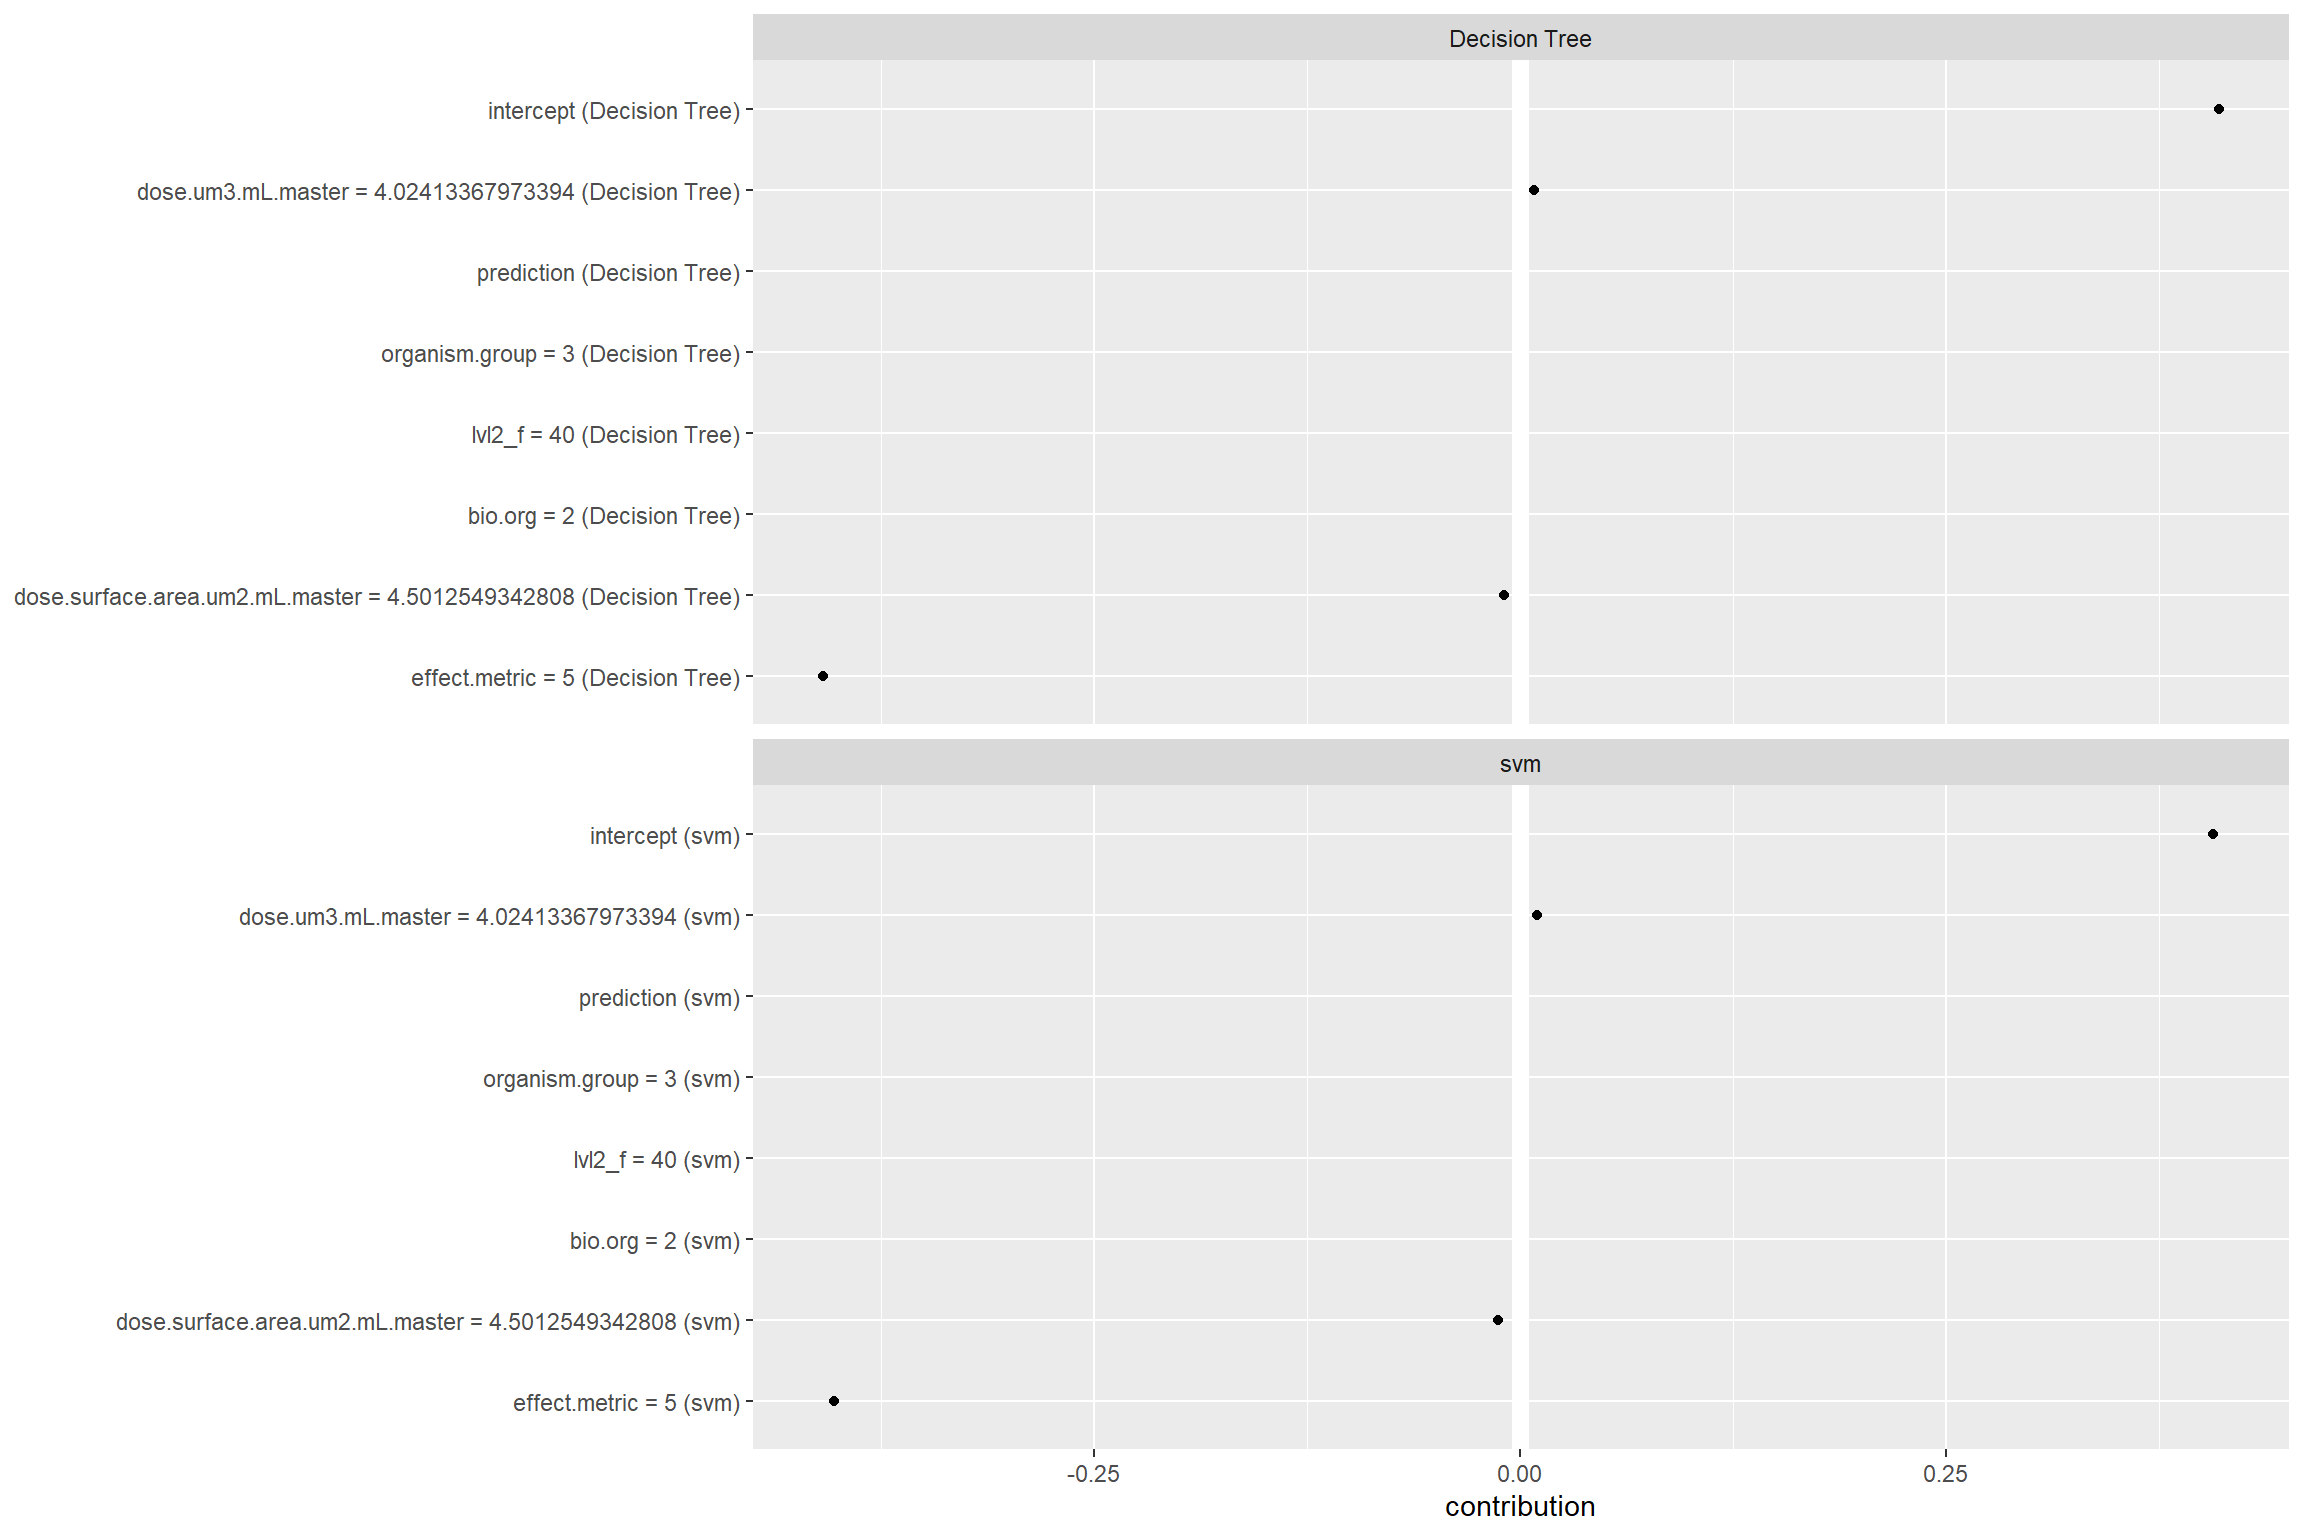 Decision Tree
intercept (Decision Tree)
dose.um3.mL.master = 4.02413367973394 (Decision Tree)
prediction (Decision Tree)
organism.group = 3 (Decision Tree)
lvl2_f = 40 (Decision Tree)
bio.org = 2 (Decision Tree)
dose.surface.area.um2.mL.master = 4.5012549342808 (Decision Tree)
effect.metric = 5 (Decision Tree)
svm
intercept (svm)
dose.um3.mL.master = 4.02413367973394 (svm)
prediction (svm)
organism.group = 3 (svm)
lvl2_f = 40 (svm)
bio.org = 2 (svm)
dose.surface.area.um2.mL.master = 4.5012549342808 (svm)
effect.metric = 5 (svm)
-0.25 0.00 0.25
contribution